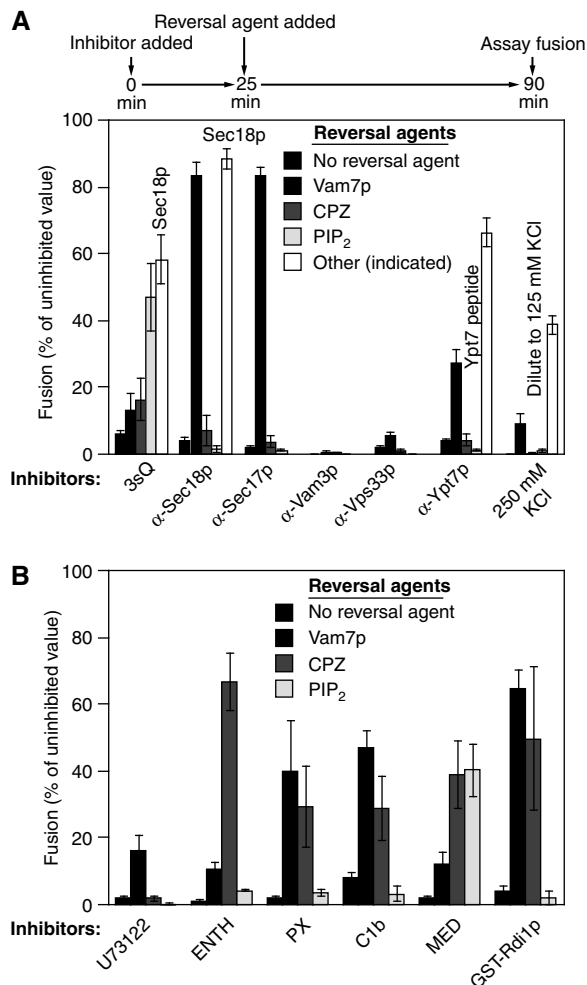 A
Reversal agent added
Inhibitor added
Assay fusion
0
min
25
min
90
min
Fusion (% of uninhibited value)
100
80
60
40
20
0
Reversal agents
No reversal agent
Vam7p
CPZ
PIP2
Other (indicated)
Sec18p
Sec18p
Ypt7 peptide
Dilute to 125 mM KCl
Inhibitors:
3sQ
α-Sec18p
α-Sec17p
α-Vam3p
α-Vps33p
α-Ypt7p
250 mM
KCl
B
Fusion (% of uninhibited value)
100
80
60
40
20
0
Reversal agents
No reversal agent
Vam7p
CPZ
PIP2
Inhibitors:
U73122
ENTH
PX
C1b
MED
GST-Rdi1p